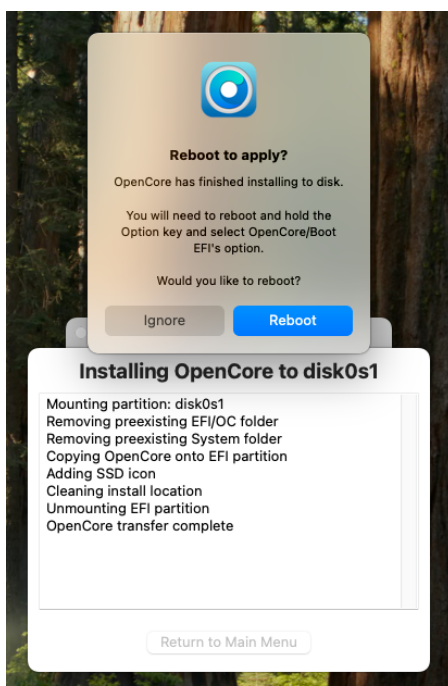 Reboot to apply?
OpenCore has finished installing to disk.
You will need to reboot and hold the
Option key and select OpenCore/Boot
EFI's option.
Would you like to reboot?
Ignore
Reboot
Installing OpenCore to disk0s1
Mounting partition: disk0s1
Removing preexisting EFI/OC folder
Removing preexisting System folder
Copying OpenCore onto EFI partition
Adding SSD icon
Cleaning install location
Unmounting EFI partition
OpenCore transfer complete
Return to Main Menu